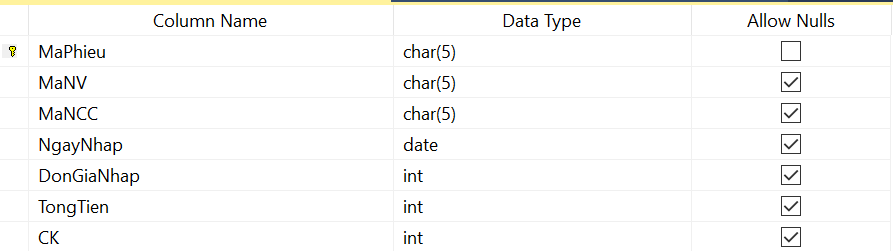 Column Name Data Type Allow Nulls
MaPhieu char(5)
MaNV char(5)
MaNCC char(5)
NgayNhap date
DonGiaNhap int
TongTien int
CK int